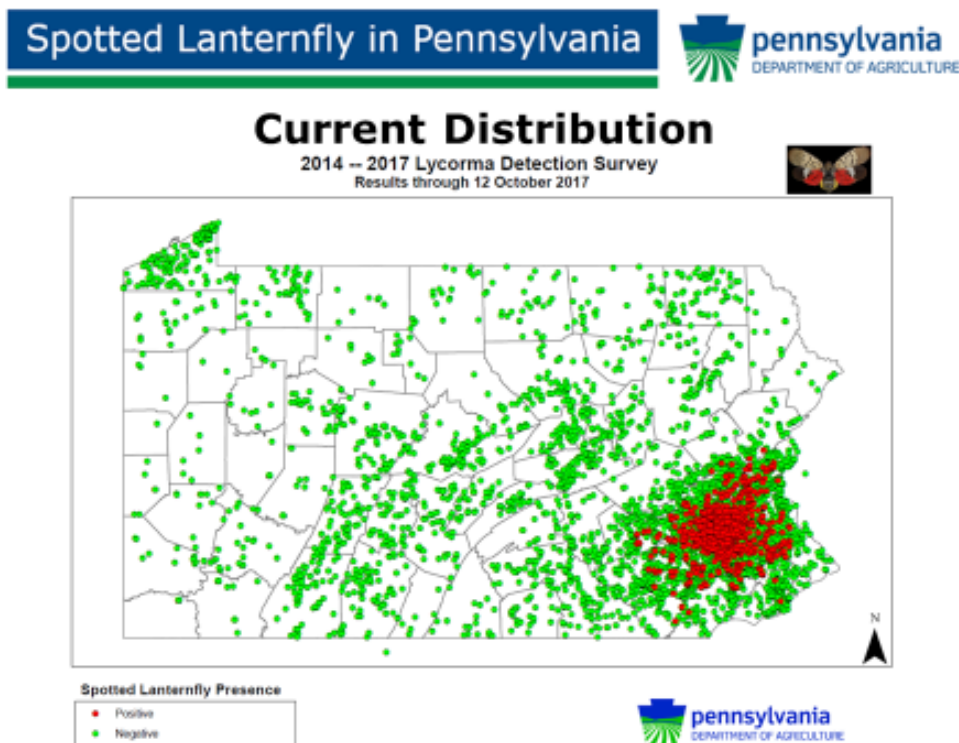 Spotted Lanternfly in Pennsylvania
pennsylvania
DEPARTMENT OF AGRICULTURE
Current Distribution
2014 -- 2017 Lycorma Detection Survey
Results through 12 October 2017
N
Spotted Lanternfly Presence
Positive
Negative
pennsylvania
DEPARTMENT OF AGRICULTURE